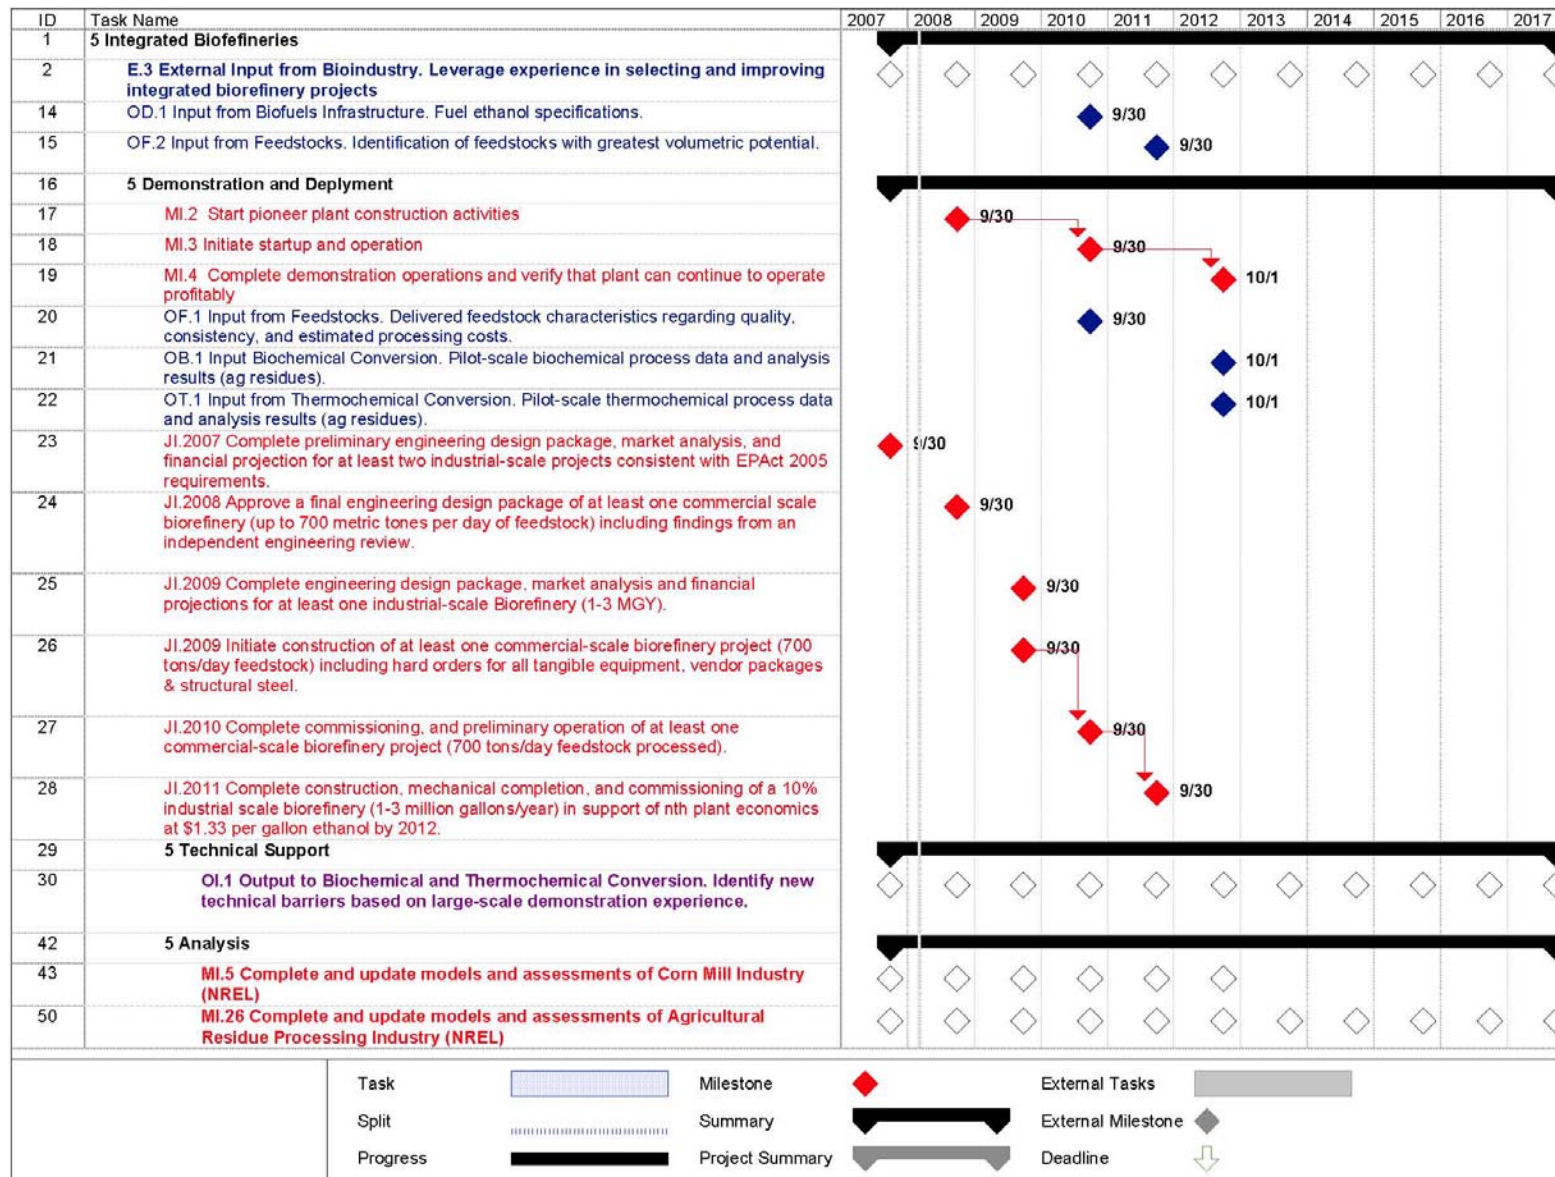 ID Task Name 2007 2008 2009 2010 2011 2012 2013 2014 2015 2016 2017
1 5 Integrated Biofefineries
2 E.3 External Input from Bioindustry. Leverage experience in selecting and improving
integrated biorefinery projects
14 OD.1 Input from Biofuels Infrastructure. Fuel ethanol specifications. 9/30
15 OF.2 Input from Feedstocks. Identification of feedstocks with greatest volumetric potential. 9/30
16 5 Demonstration and Deplyment
17 MI.2 Start pioneer plant construction activities 9/30
18 MI.3 Initiate startup and operation 9/30
19 MI.4 Complete demonstration operations and verify that plant can continue to operate 10/1
profitably
20 OF.1 Input from Feedstocks. Delivered feedstock characteristics regarding quality, 9/30
consistency, and estimated processing costs.
21 OB.1 Input Biochemical Conversion. Pilot-scale biochemical process data and analysis 10/1
results (ag residues).
22 OT.1 Input from Thermochemical Conversion. Pilot-scale thermochemical process data 10/1
and analysis results (ag residues).
23 JI.2007 Complete preliminary engineering design package, market analysis, and 9/30
financial projection for at least two industrial-scale projects consistent with EPAct 2005
requirements.
24 JI.2008 Approve a final engineering design package of at least one commercial scale 9/30
biorefinery (up to 700 metric tones per day of feedstock) including findings from an
independent engineering review.
25 JI.2009 Complete engineering design package, market analysis and financial 9/30
projections for at least one industrial-scale Biorefinery (1-3 MGY).
26 JI.2009 Initiate construction of at least one commercial-scale biorefinery project (700 9/30
tons/day feedstock) including hard orders for all tangible equipment, vendor packages
& structural steel.
27 JI.2010 Complete commissioning, and preliminary operation of at least one 9/30
commercial-scale biorefinery project (700 tons/day feedstock processed).
28 JI.2011 Complete construction, mechanical completion, and commissioning of a 10% 9/30
industrial scale biorefinery (1-3 million gallons/year) in support of nth plant economics
at $1.33 per gallon ethanol by 2012.
29 5 Technical Support
30 OI.1 Output to Biochemical and Thermochemical Conversion. Identify new
technical barriers based on large-scale demonstration experience.
42 5 Analysis
43 MI.5 Complete and update models and assessments of Corn Mill Industry
(NREL)
50 MI.26 Complete and update models and assessments of Agricultural
Residue Processing Industry (NREL)
Task Milestone External Tasks
Split Summary External Milestone
Progress Project Summary Deadline